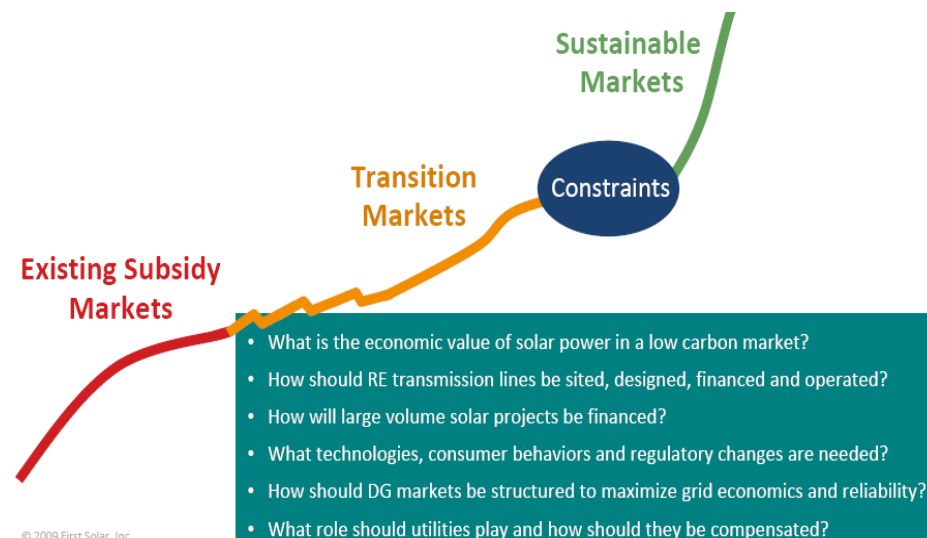 Sustainable
Markets
Transition
Markets
Constraints
Existing Subsidy
Markets
• What is the economic value of solar power in a low carbon market?
• How should RE transmission lines be sited, designed, financed and operated?
• How will large volume solar projects be financed?
• What technologies, consumer behaviors and regulatory changes are needed?
• How should DG markets be structured to maximize grid economics and reliability?
• What role should utilities play and how should they be compensated?
© 2009 First Solar, Inc.